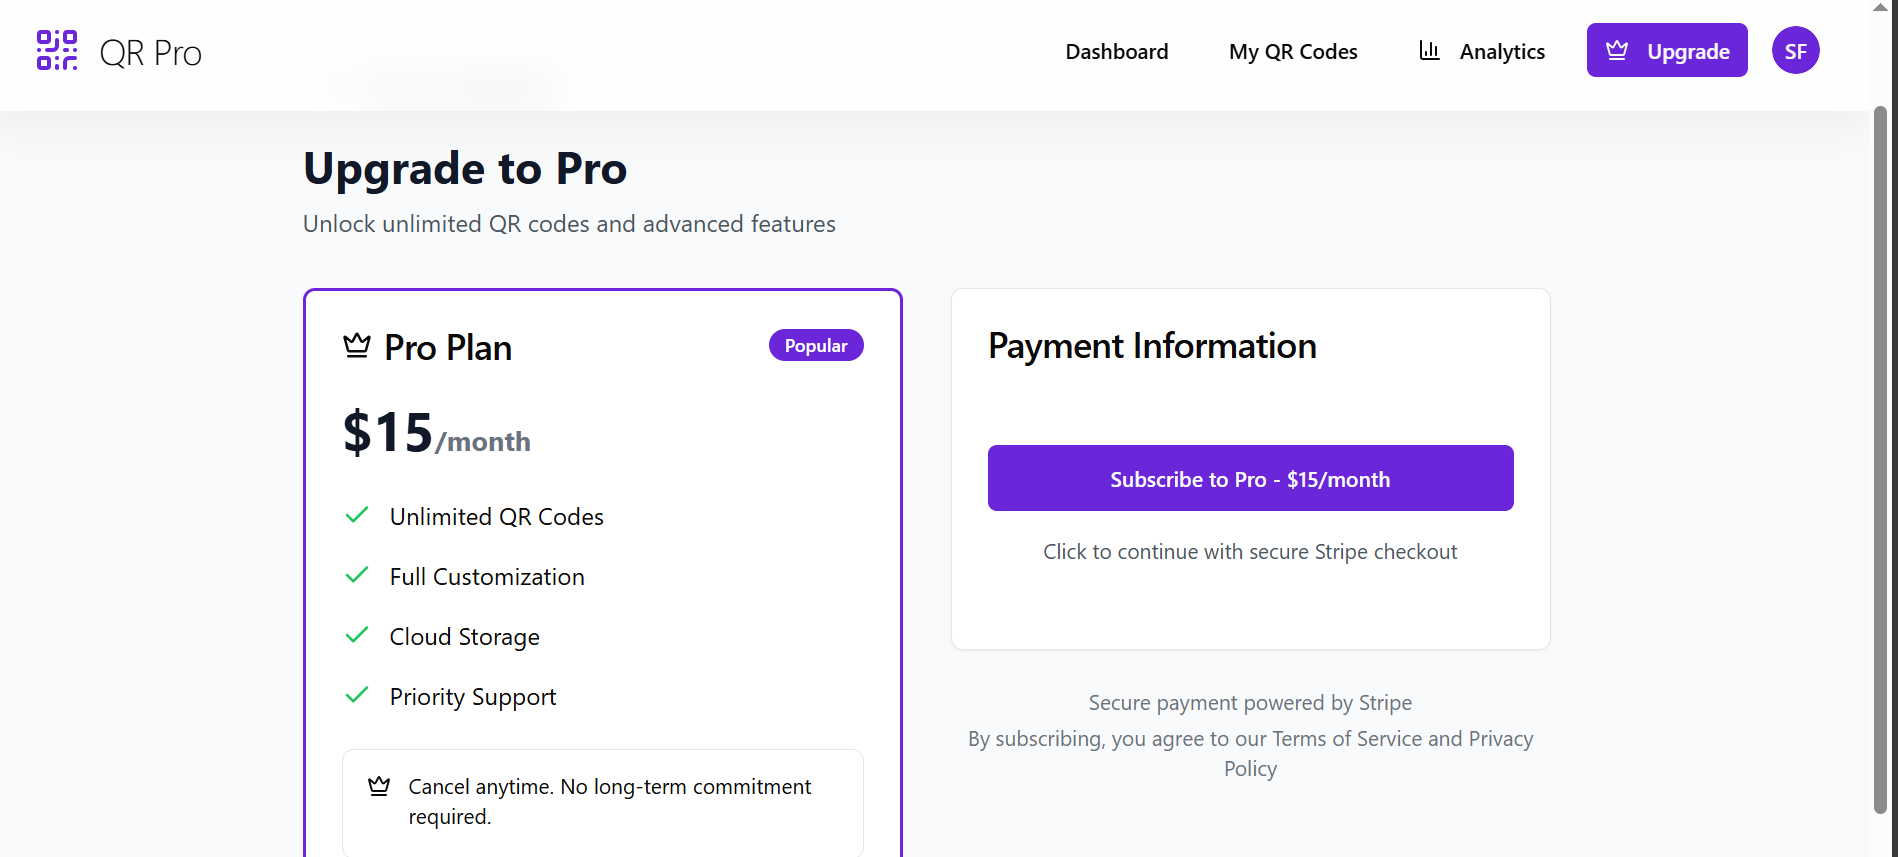 QR Pro
Dashboard
My QR Codes
Analytics
Upgrade
SF
Upgrade to Pro
Unlock unlimited QR codes and advanced features
Pro Plan
Popular
$15/month
Unlimited QR Codes
Full Customization
Cloud Storage
Priority Support
Cancel anytime. No long-term commitment
required.
Payment Information
Subscribe to Pro - $15/month
Click to continue with secure Stripe checkout
Secure payment powered by Stripe
By subscribing, you agree to our Terms of Service and Privacy
Policy